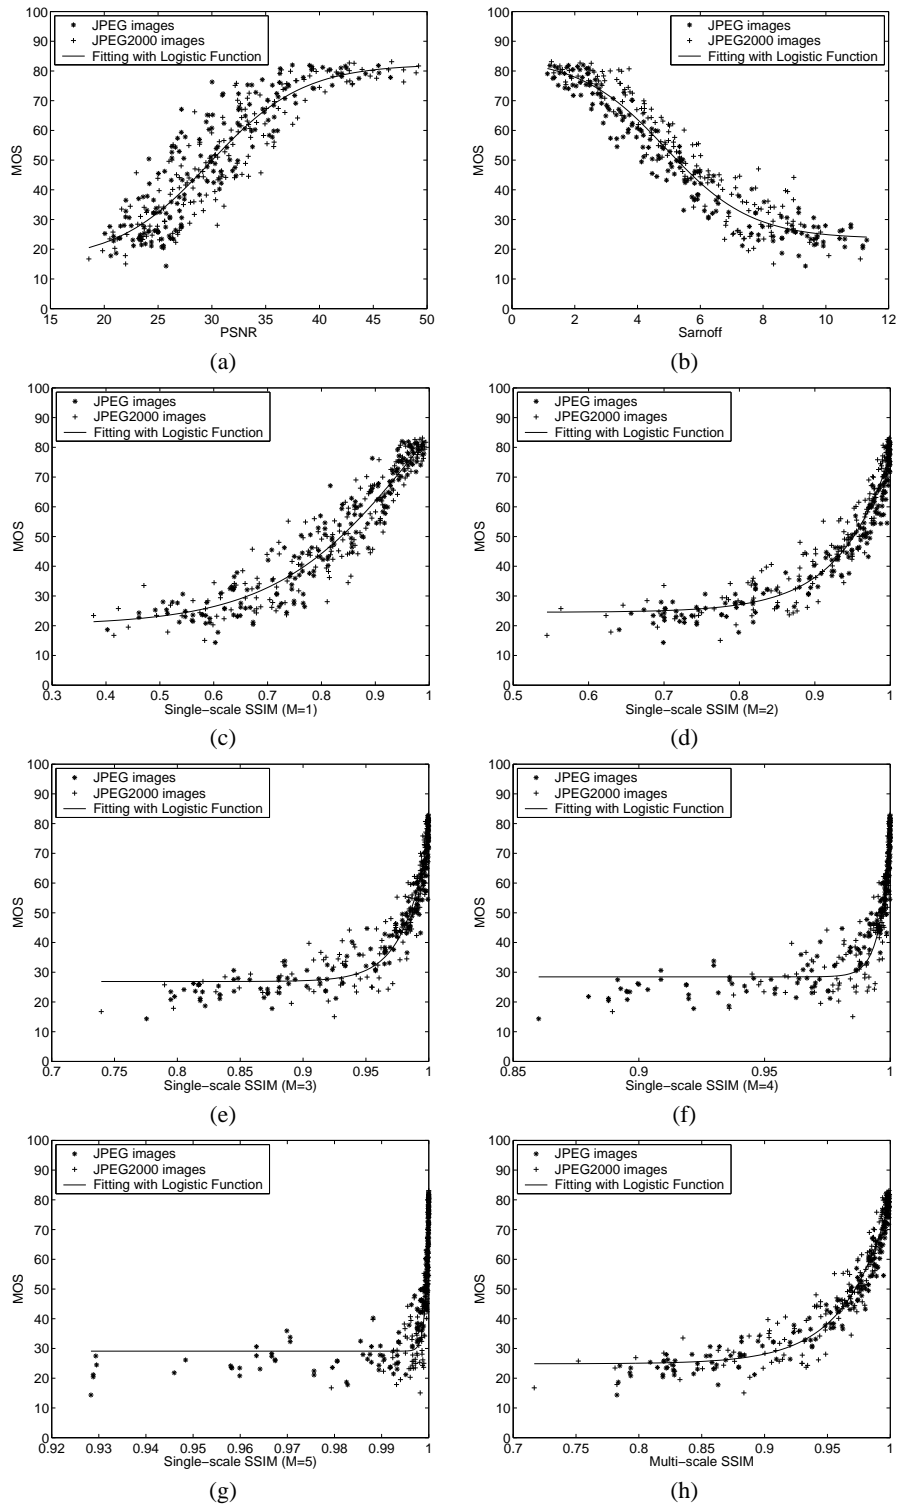 100
90
80
70
60
50
40
30
20
10
0
MOS
JPEG images
JPEG2000 images
Fitting with Logistic Function
15 20 25 30 35 40 45 50
PSNR
(a)
100
90
80
70
60
50
40
30
20
10
0
MOS
JPEG images
JPEG2000 images
Fitting with Logistic Function
0 2 4 6 8 10 12
Sarnoff
(b)
100
90
80
70
60
50
40
30
20
10
0
MOS
JPEG images
JPEG2000 images
Fitting with Logistic Function
0.3 0.4 0.5 0.6 0.7 0.8 0.9 1
Single−scale SSIM (M=1)
(c)
100
90
80
70
60
50
40
30
20
10
0
MOS
JPEG images
JPEG2000 images
Fitting with Logistic Function
0.5 0.6 0.7 0.8 0.9 1
Single−scale SSIM (M=2)
(d)
100
90
80
70
60
50
40
30
20
10
0
MOS
JPEG images
JPEG2000 images
Fitting with Logistic Function
0.7 0.75 0.8 0.85 0.9 0.95 1
Single−scale SSIM (M=3)
(e)
100
90
80
70
60
50
40
30
20
10
0
MOS
JPEG images
JPEG2000 images
Fitting with Logistic Function
0.85 0.9 0.95 1
Single−scale SSIM (M=4)
(f)
100
90
80
70
60
50
40
30
20
10
0
MOS
JPEG images
JPEG2000 images
Fitting with Logistic Function
0.92 0.93 0.94 0.95 0.96 0.97 0.98 0.99 1
Single−scale SSIM (M=5)
(g)
100
90
80
70
60
50
40
30
20
10
0
MOS
JPEG images
JPEG2000 images
Fitting with Logistic Function
0.7 0.75 0.8 0.85 0.9 0.95 1
Multi−scale SSIM
(h)